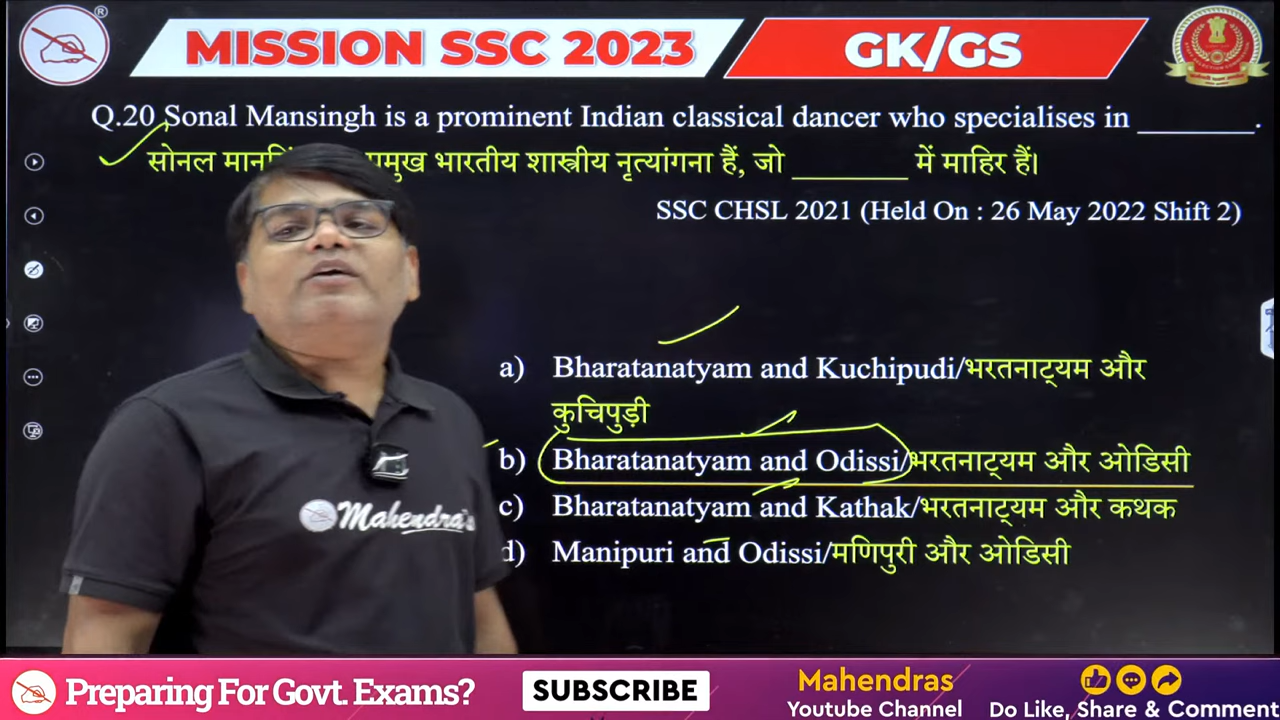 ®
MISSION SSC 2023
GK/GS
Q.20 Sonal Mansingh is a prominent Indian classical dancer who specialises in ________.
सोनल भारतीय शास्त्रीय नृत्यांगना हैं, जो ________ में माहिर हैं।
SSC CHSL 2021 (Held On : 26 May 2022 Shift 2)
a) Bharatanatyam and Kuchipudi/भरतनाट्यम और
कुचिपुड़ी
b) Bharatanatyam and Odissi/भरतनाट्यम और ओडिसी
c) Bharatanatyam and Kathak/भरतनाट्यम और कथक
d) Manipuri and Odissi/मणिपुरी और ओडिसी
Mahendra's
Preparing For Govt. Exams?
SUBSCRIBE
Mahendras
Youtube Channel
Do Like, Share & Comment